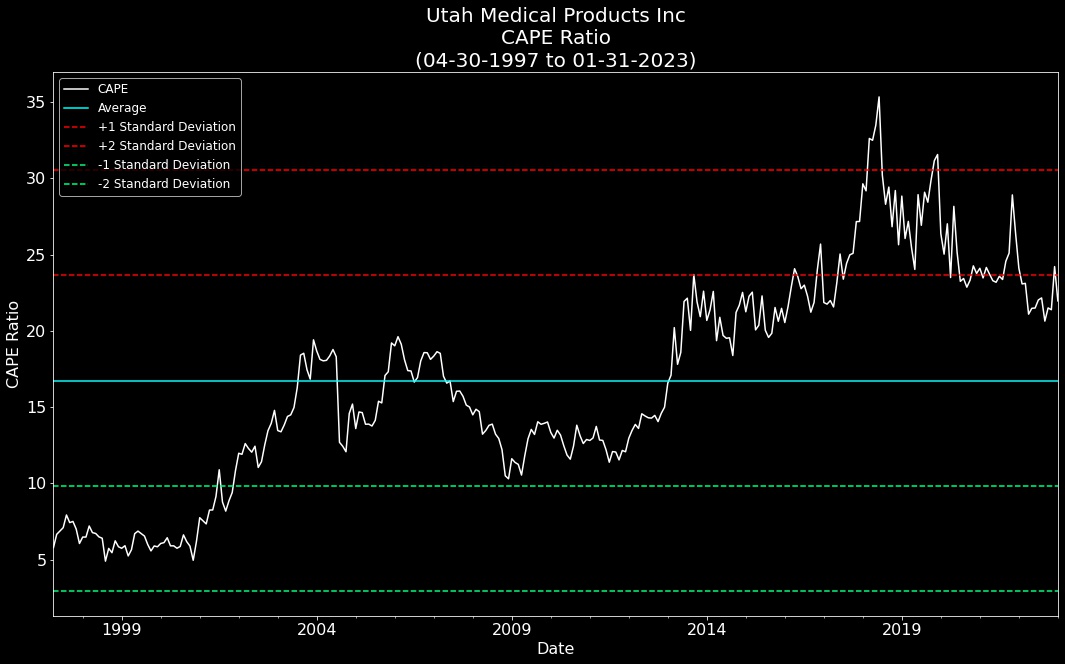 Utah Medical Products Inc
CAPE Ratio
(04-30-1997 to 01-31-2023)
CAPE
Average
+1 Standard Deviation
+2 Standard Deviation
-1 Standard Deviation
-2 Standard Deviation
CAPE Ratio
35
30
25
20
15
10
5
1999
2004
2009
2014
2019
Date